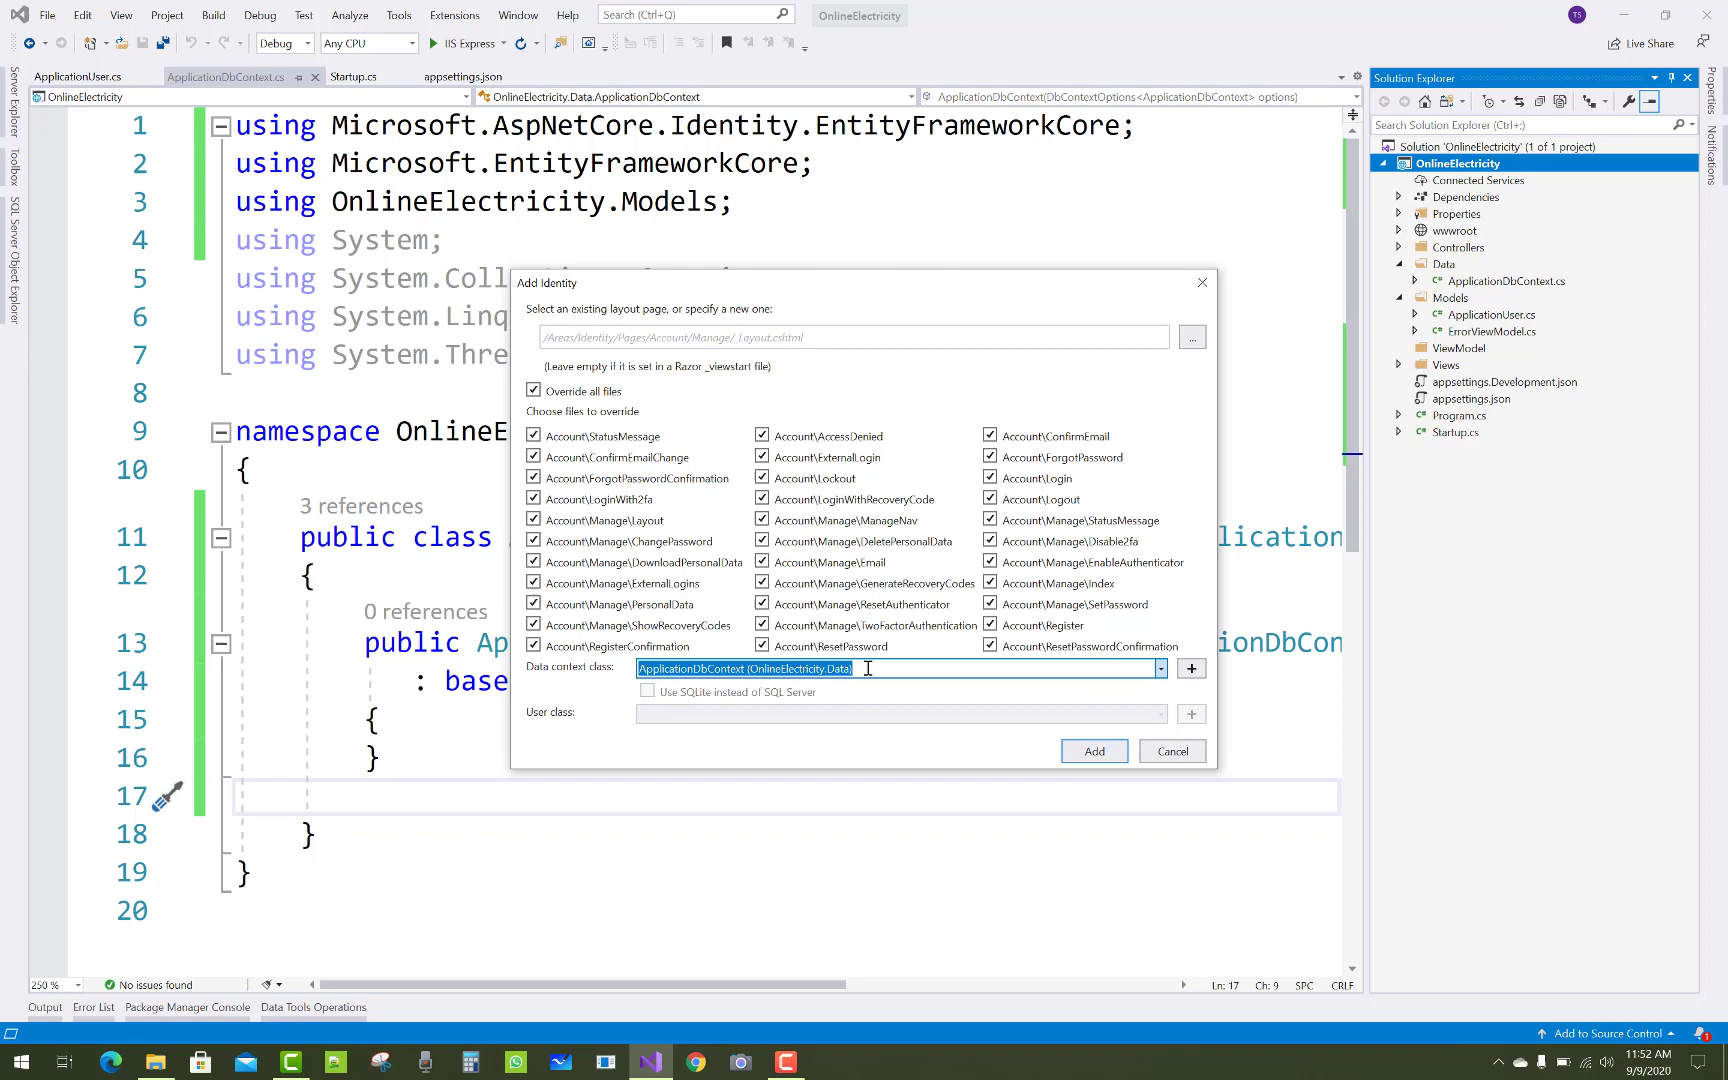 File Edit View Project Build Debug Test Analyze Tools Extensions Window Help Search (Ctrl+Q) OnlineElectricity TS
Debug Any CPU IIS Express Live Share
ApplicationUser.cs ApplicationDbContext.cs Startup.cs appsettings.json
OnlineElectricity OnlineElectricity.Data.ApplicationDbContext ApplicationDbContext(DbContextOptions<ApplicationDbContext> options)
Server Explorer
Toolbox
SQL Server Object Explorer
1 using Microsoft.AspNetCore.Identity.EntityFrameworkCore;
2 using Microsoft.EntityFrameworkCore;
3 using OnlineElectricity.Models;
4 using System;
5 using System.Coll
6 using System.Linq
7 using System.Thre
8
9 namespace OnlineE
10 {
3 references
11 public class lication
12 {
0 references
13 public Ap ionDbCon
14 : base
15 {
16 }
17
18 }
19 }
20
Add Identity
Select an existing layout page, or specify a new one:
/Areas/Identity/Pages/Account/Manage/_Layout.cshtml
...
(Leave empty if it is set in a Razor _viewstart file)
Override all files
Choose files to override
Account\StatusMessage Account\AccessDenied Account\ConfirmEmail
Account\ConfirmEmailChange Account\ExternalLogin Account\ForgotPassword
Account\ForgotPasswordConfirmation Account\Lockout Account\Login
Account\LoginWith2fa Account\LoginWithRecoveryCode Account\Logout
Account\Manage\Layout Account\Manage\ManageNav Account\Manage\StatusMessage
Account\Manage\ChangePassword Account\Manage\DeletePersonalData Account\Manage\Disable2fa
Account\Manage\DownloadPersonalData Account\Manage\Email Account\Manage\EnableAuthenticator
Account\Manage\ExternalLogins Account\Manage\GenerateRecoveryCodes Account\Manage\Index
Account\Manage\PersonalData Account\Manage\ResetAuthenticator Account\Manage\SetPassword
Account\Manage\ShowRecoveryCodes Account\Manage\TwoFactorAuthentication Account\Register
Account\RegisterConfirmation Account\ResetPassword Account\ResetPasswordConfirmation
Data context class: ApplicationDbContext (OnlineElectricity.Data) +
Use SQLite instead of SQL Server
User class: +
Add Cancel
Solution Explorer
Search Solution Explorer (Ctrl+;)
Solution 'OnlineElectricity' (1 of 1 project)
OnlineElectricity
Connected Services
Dependencies
Properties
wwwroot
Controllers
Data
ApplicationDbContext.cs
Models
ApplicationUser.cs
ErrorViewModel.cs
ViewModel
Views
appsettings.Development.json
appsettings.json
Program.cs
Startup.cs
Properties
Notifications
250 % No issues found Ln: 17 Ch: 9 SPC CRLF
Output Error List Package Manager Console Data Tools Operations
Add to Source Control 1
11:52 AM
9/9/2020